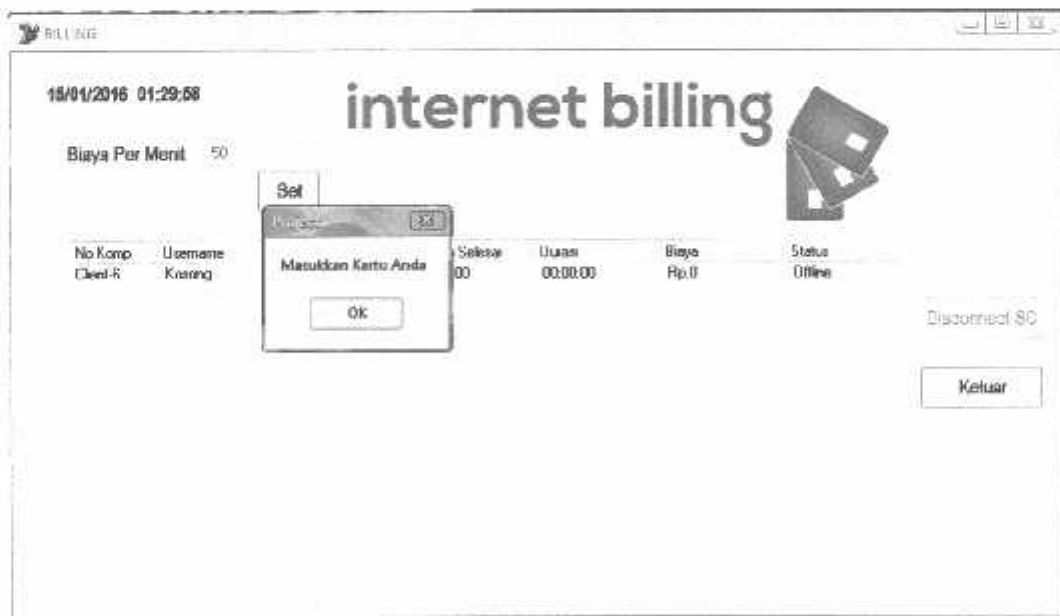 BILLING
15/01/2016 01:29:58
internet billing
Biaya Per Menit 50
Set
No Komp Username Selesai Durasi Biaya Status
Client-6 Kosong 00 00:00:00 Rp.0 Offline
Masukkan Kartu Anda
OK
Disconnect SC
Keluar